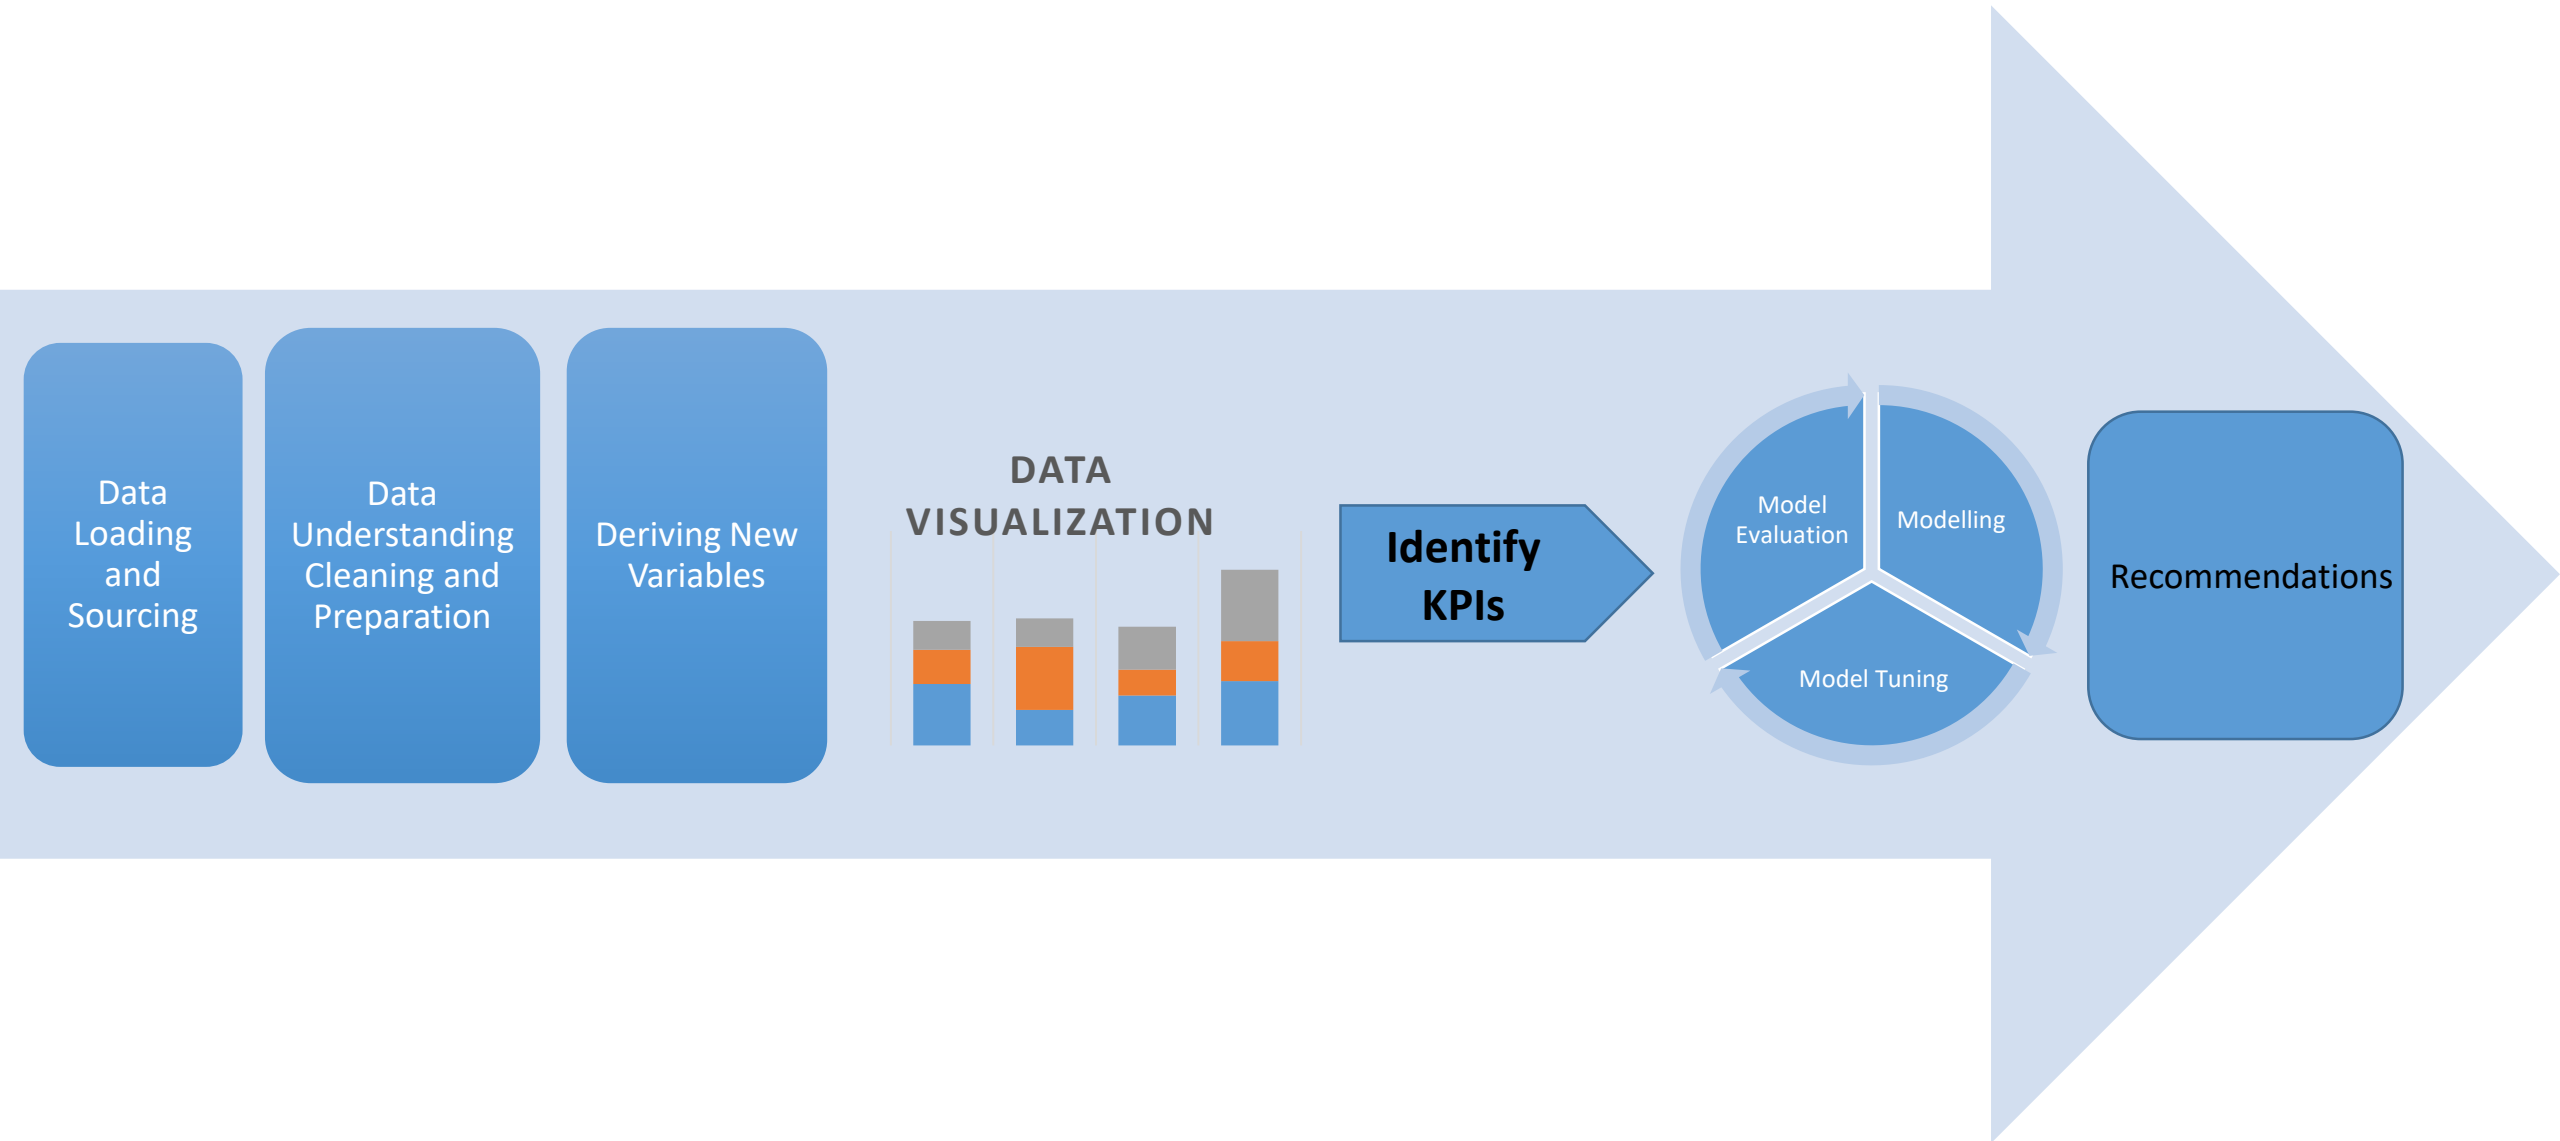 Data
Loading
and
Sourcing
Data
Understanding
Cleaning and
Preparation
Deriving New
Variables
DATA
VISUALIZATION
Identify
KPIs
Model
Evaluation
Modelling
Model Tuning
Recommendations